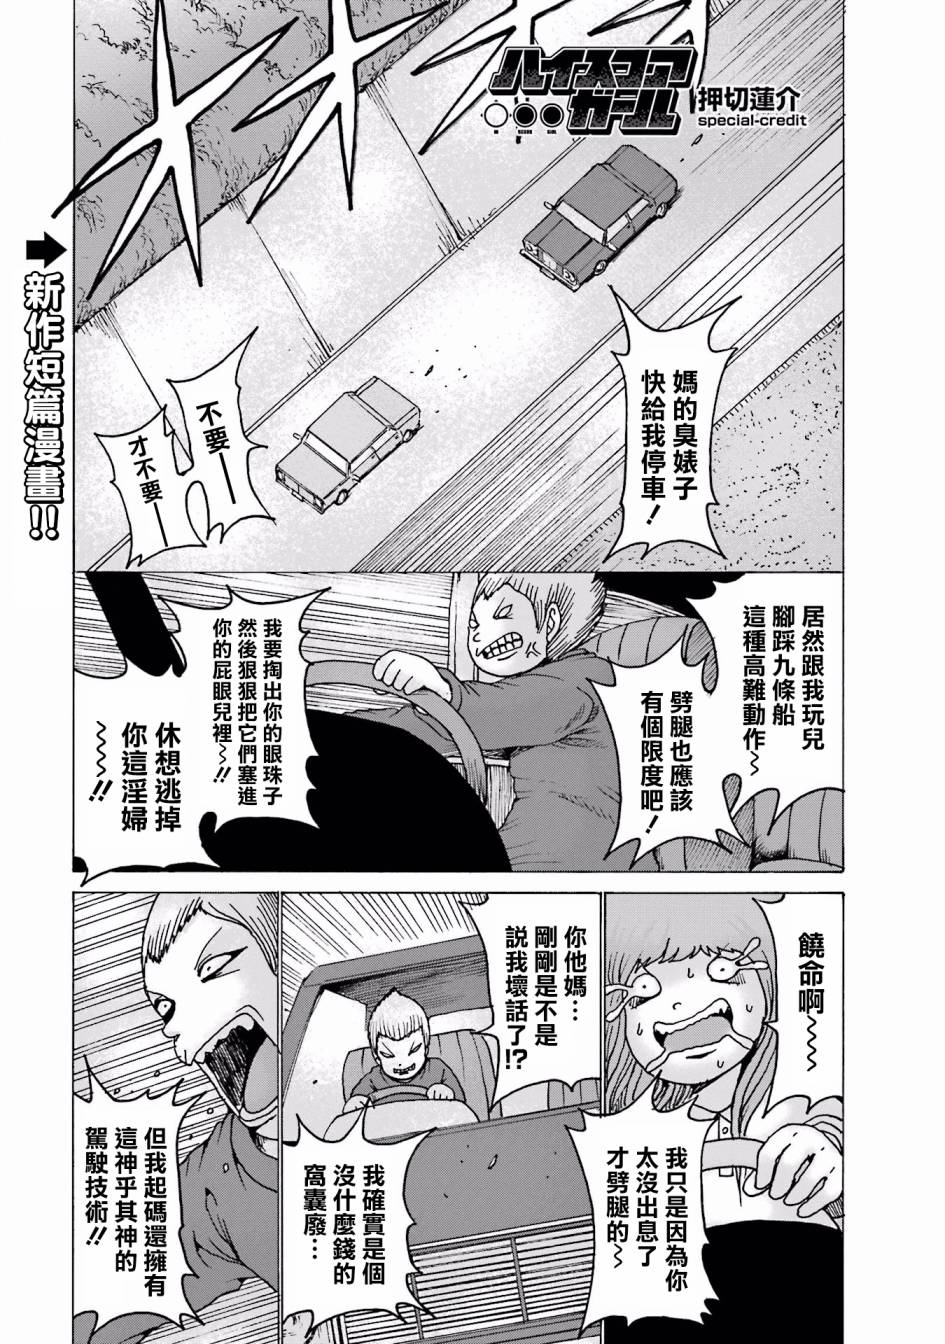 ハイスコア
ガール
HI SCORE GIRL
押切蓮介
special-credit
新作短篇漫畫!!
媽的臭婊子
快給我停車!
不要——
才不要——
居然跟我玩兒
腳踩九條船
這種高難動作~
劈腿也應該
有個限度吧!
我要掏出你的眼珠子
然後狠狠把它們塞進
你的屁眼兒裡~!!
休想逃掉
你這淫婦
~!!
饒命啊~
我只是因為你
太沒出息了
才劈腿的~
你他媽…
剛剛是不是
說我壞話了!?
我確實是個
沒什麼錢的
窩囊廢…
但我起碼還擁有
這神乎其神的
駕駛技術!!